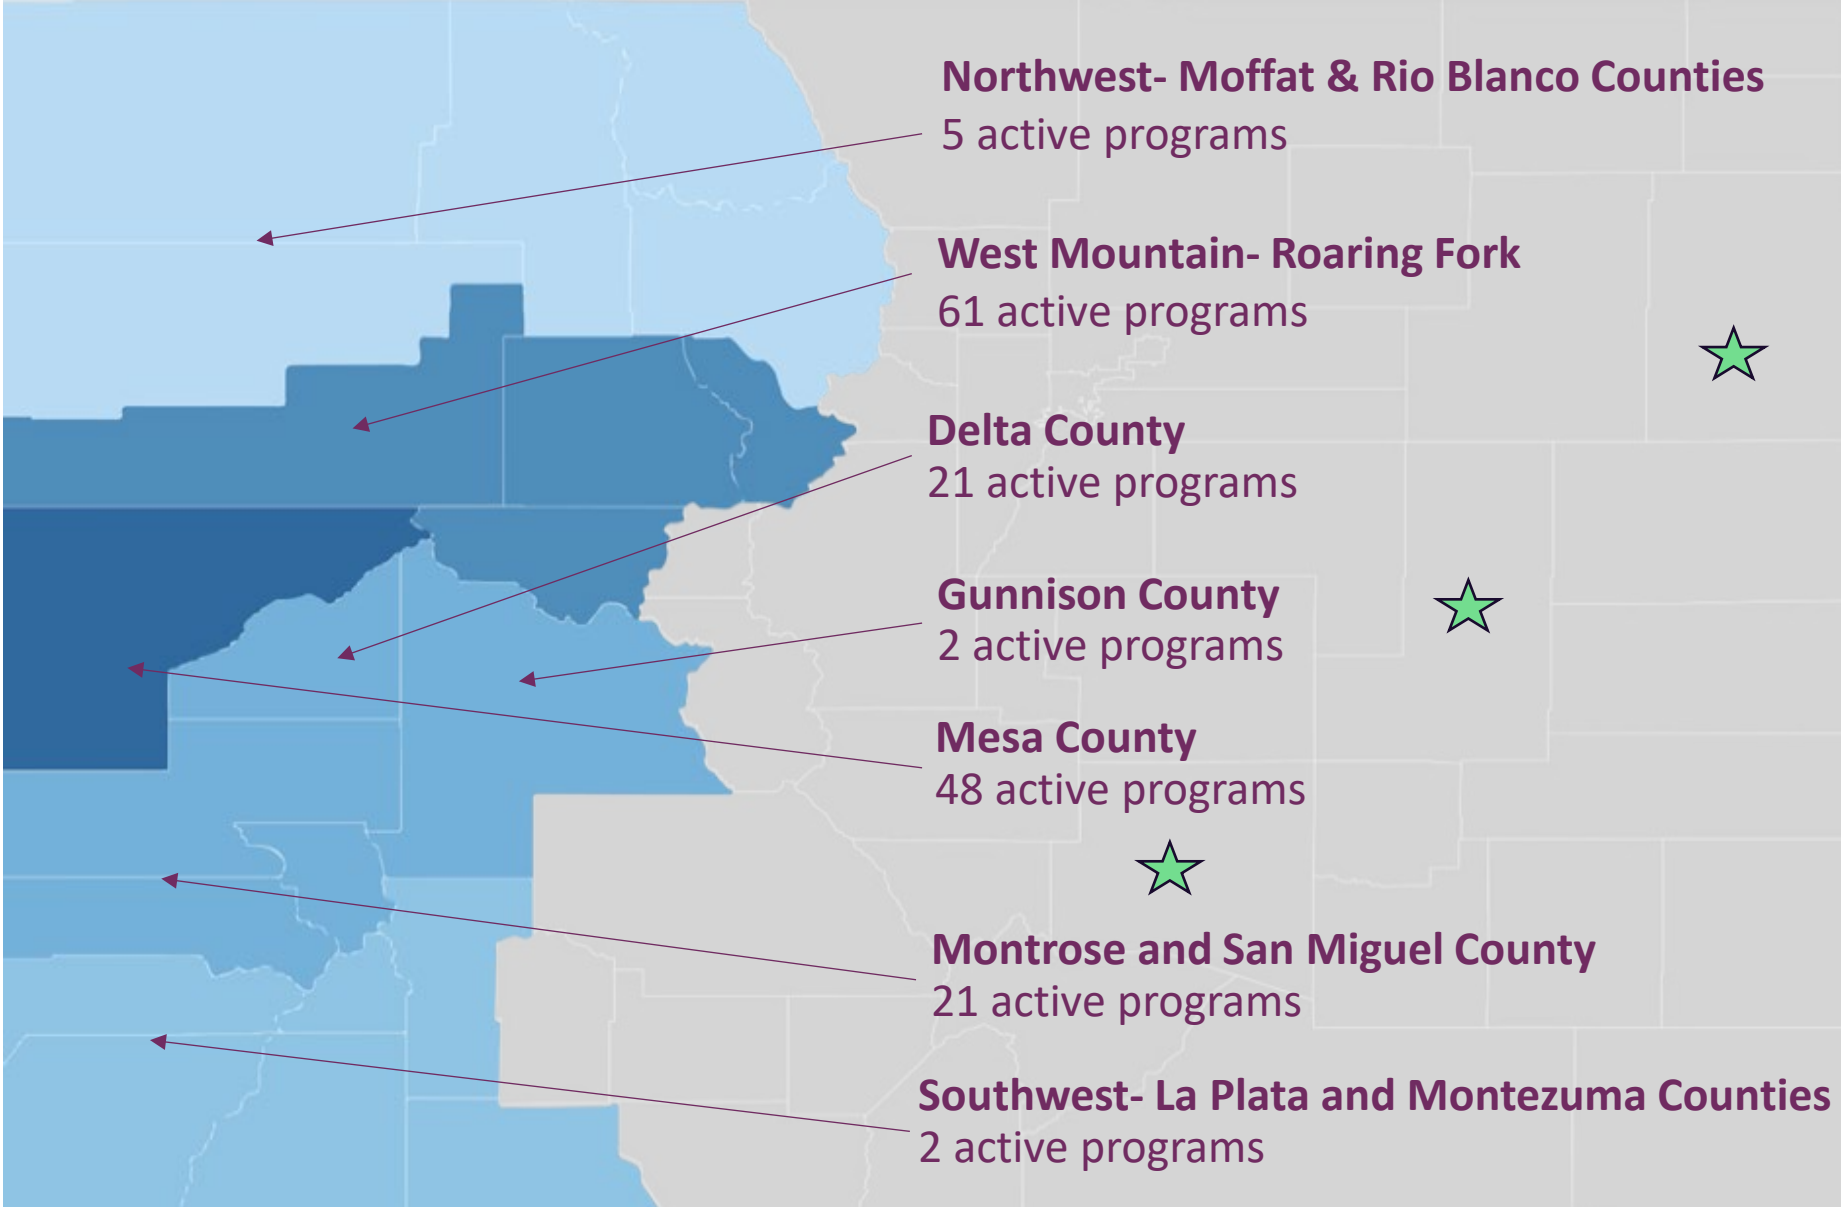 Northwest- Moffat & Rio Blanco Counties
5 active programs
West Mountain- Roaring Fork
61 active programs
Delta County
21 active programs
Gunnison County
2 active programs
Mesa County
48 active programs
Montrose and San Miguel County
21 active programs
Southwest- La Plata and Montezuma Counties
2 active programs